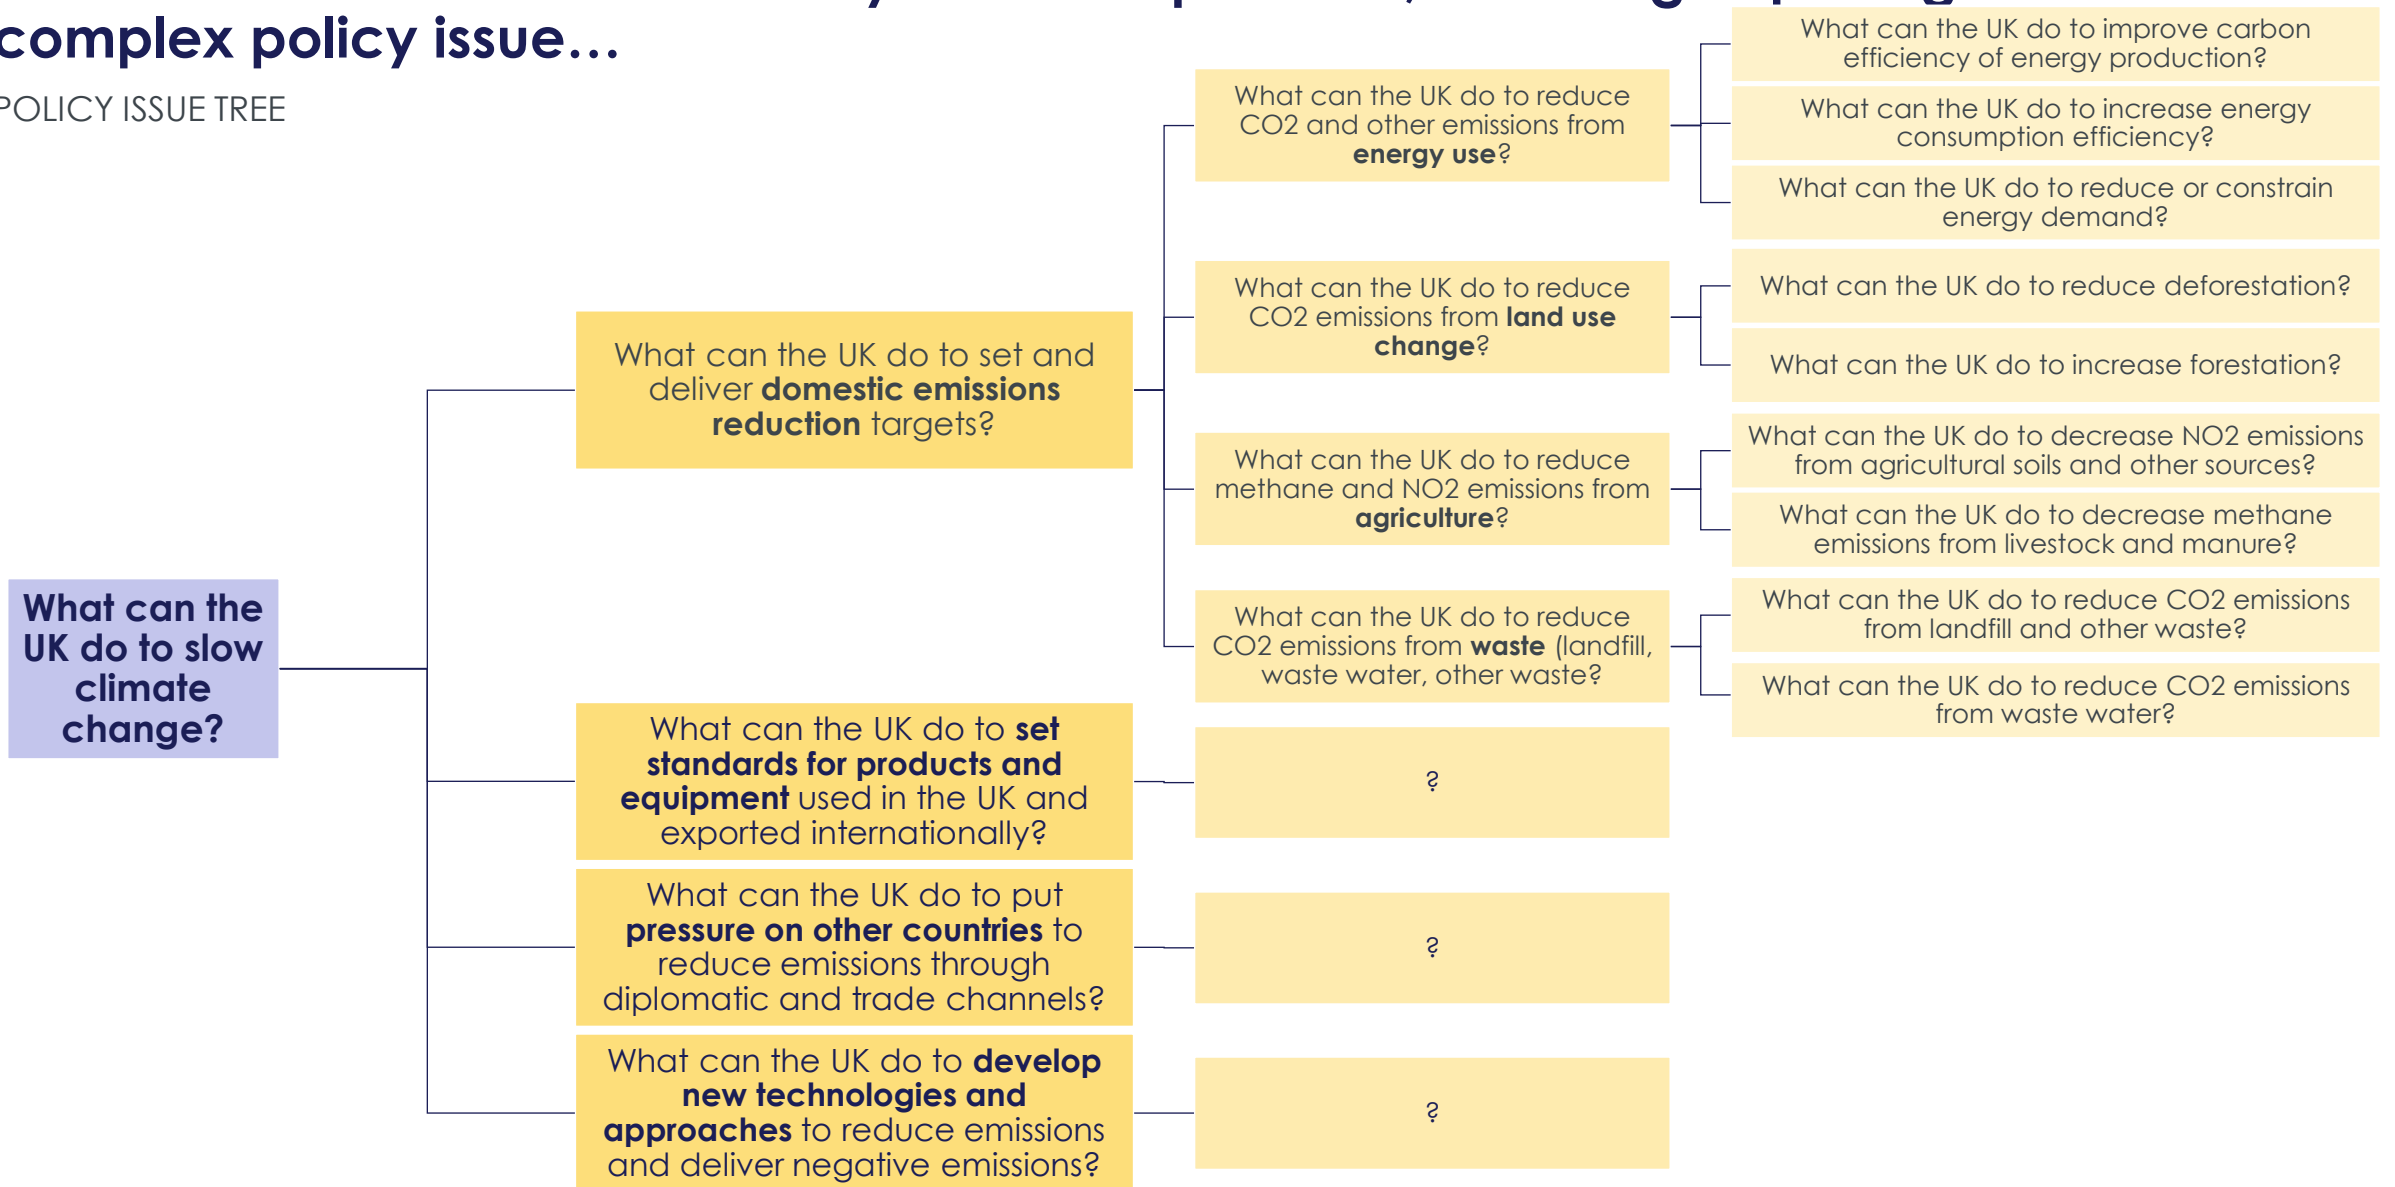 complex policy issue…
POLICY ISSUE TREE
What can the
UK do to slow
climate
change?
What can the UK do to set and
deliver domestic emissions
reduction targets?
What can the UK do to reduce
CO2 and other emissions from
energy use?
What can the UK do to improve carbon
efficiency of energy production?
What can the UK do to increase energy
consumption efficiency?
What can the UK do to reduce or constrain
energy demand?
What can the UK do to reduce
CO2 emissions from land use
change?
What can the UK do to reduce deforestation?
What can the UK do to increase forestation?
What can the UK do to reduce
methane and NO2 emissions from
agriculture?
What can the UK do to decrease NO2 emissions
from agricultural soils and other sources?
What can the UK do to decrease methane
emissions from livestock and manure?
What can the UK do to reduce
CO2 emissions from waste (landfill,
waste water, other waste?
What can the UK do to reduce CO2 emissions
from landfill and other waste?
What can the UK do to reduce CO2 emissions
from waste water?
What can the UK do to set
standards for products and
equipment used in the UK and
exported internationally?
?
What can the UK do to put
pressure on other countries to
reduce emissions through
diplomatic and trade channels?
?
What can the UK do to develop
new technologies and
approaches to reduce emissions
and deliver negative emissions?
?